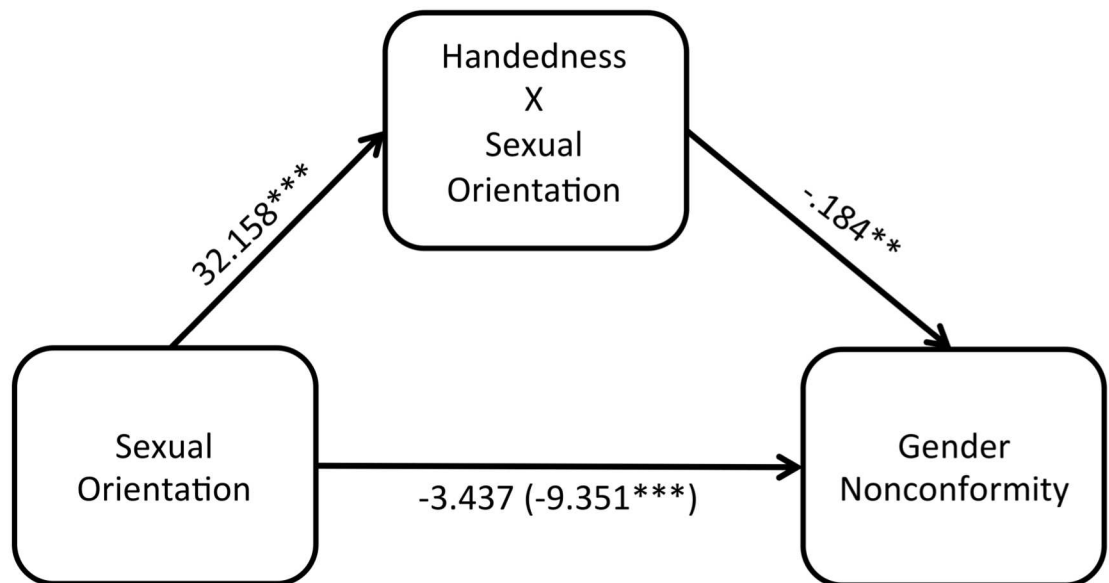 Handedness
X
Sexual
Orientation
32.158***
-.184**
Sexual
Orientation
-3.437 (-9.351***)
Gender
Nonconformity